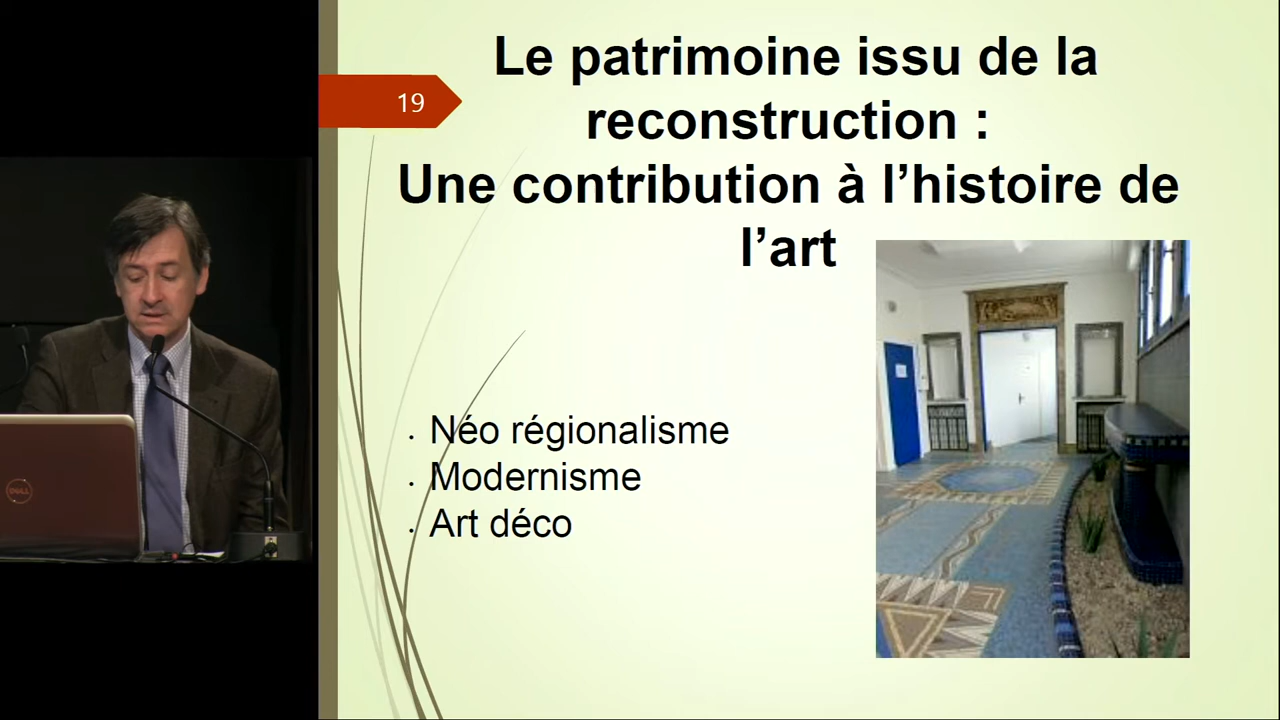 19
Le patrimoine issu de la
reconstruction :
Une contribution à l’histoire de
l’art
. Néo régionalisme
. Modernisme
. Art déco
DELL